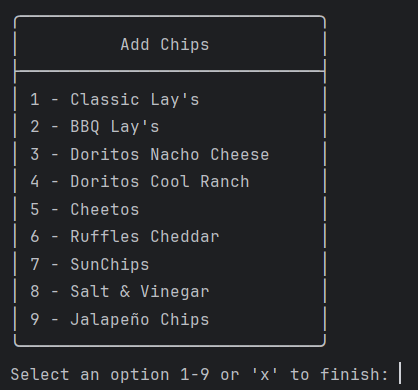 Add Chips
1 - Classic Lay's
2 - BBQ Lay's
3 - Doritos Nacho Cheese
4 - Doritos Cool Ranch
5 - Cheetos
6 - Ruffles Cheddar
7 - SunChips
8 - Salt & Vinegar
9 - Jalapeño Chips
Select an option 1-9 or 'x' to finish: